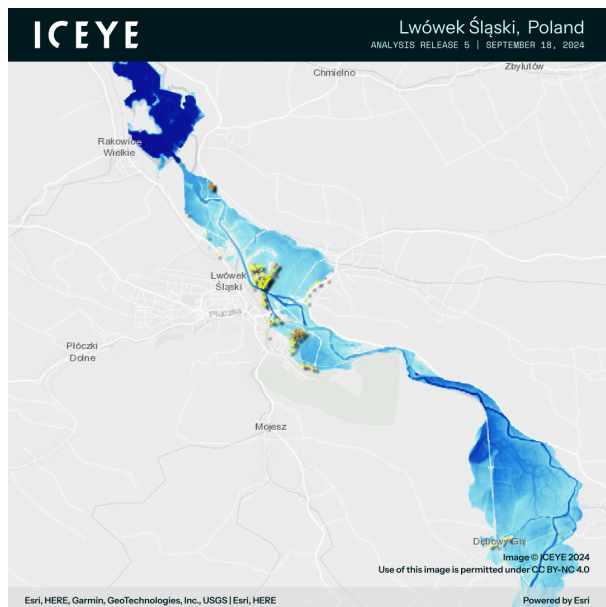 ICEYE
Lwówek Śląski, Poland
ANALYSIS RELEASE 5 | SEPTEMBER 18, 2024
Zbylutów
Chmielno
Rakowice
Wielkie
Lwówek
Śląski
Płuczka
Płóczki
Dolne
Mojesz
Dębowy Gaj
Image © ICEYE 2024
Use of this image is permitted under CC BY-NC 4.0
Esri, HERE, Garmin, GeoTechnologies, Inc., USGS | Esri, HERE
Powered by Esri